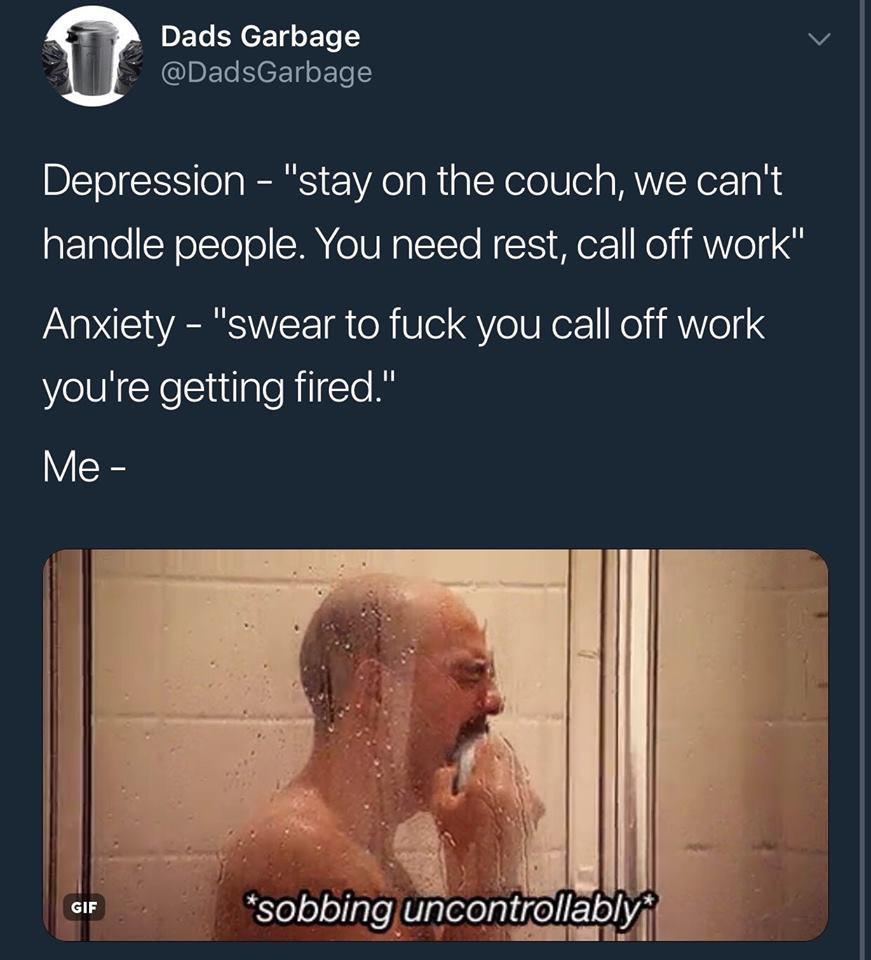 Dads Garbage
@DadsGarbage
Depression - "stay on the couch, we can't
handle people. You need rest, call off work"
Anxiety - "swear to fuck you call off work
you're getting fired."
Me -
GIF
*sobbing uncontrollably*